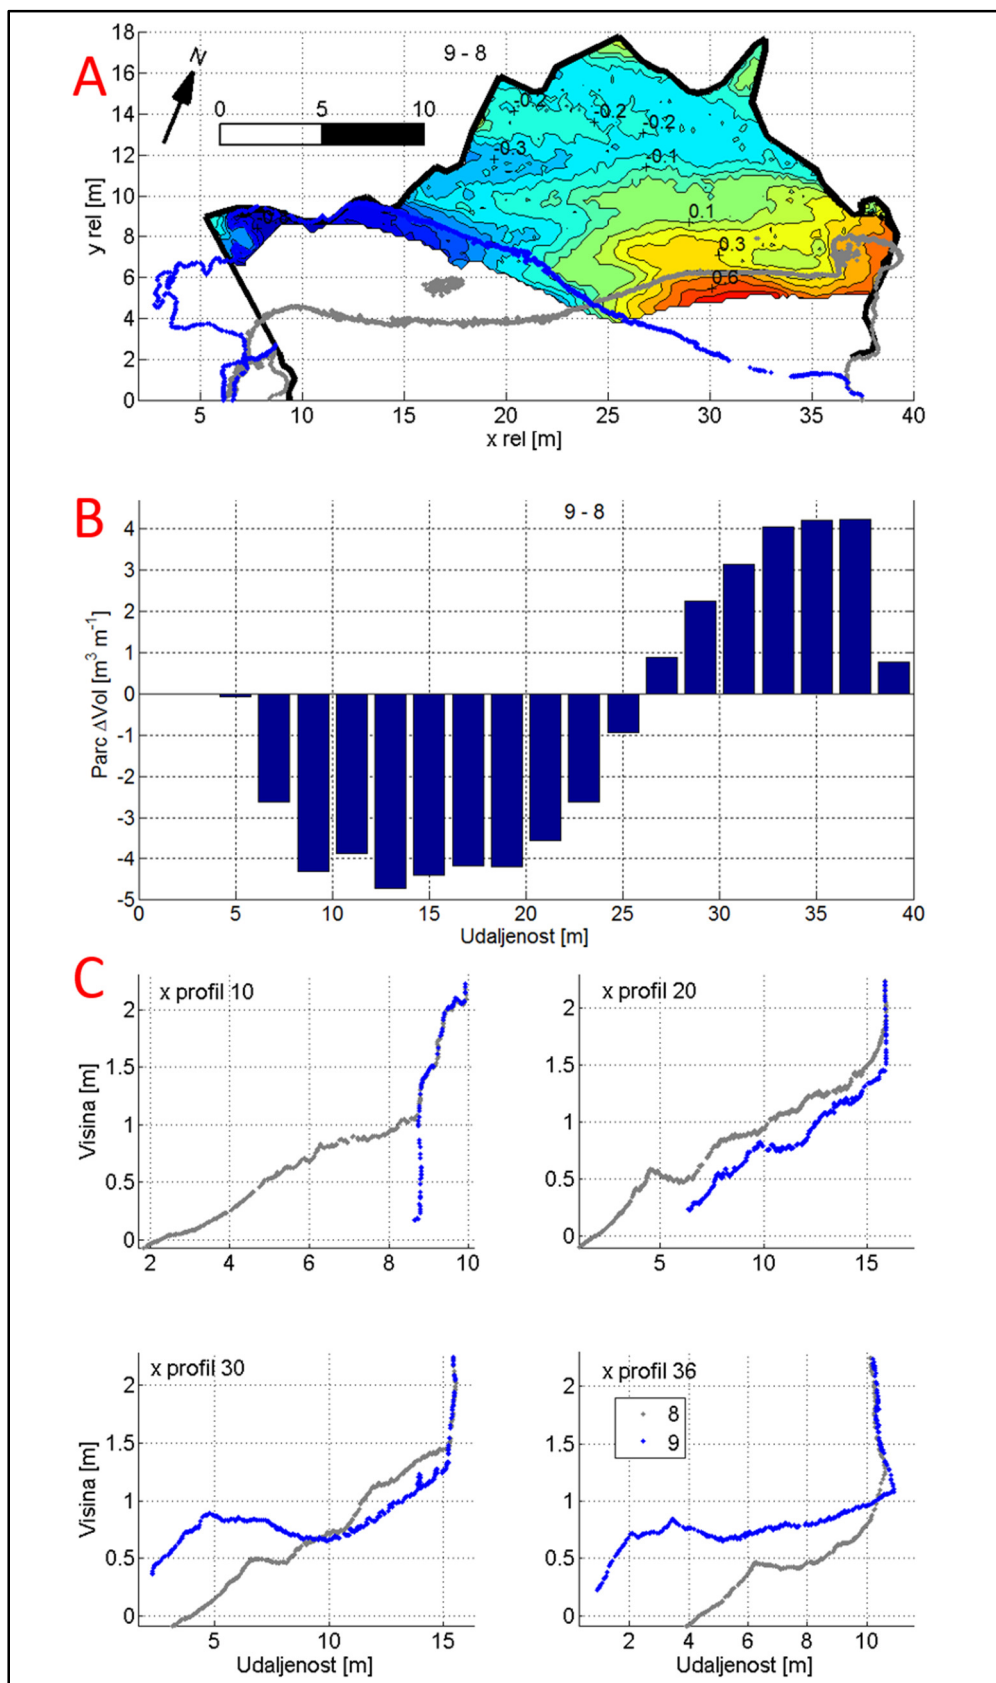 A
N
9 - 8
0 5 10
18
16
14
12
10
8
6
4
2
0
y rel [m]
-0.2
-0.2
-0.2
-0.3
-0.1
0.1
0.3
0.6
5 10 15 20 25 30 35 40
x rel [m]
B
9 - 8
4
3
2
1
0
-1
-2
-3
-4
-5
Parc ΔVol [m³ m⁻¹]
0 5 10 15 20 25 30 35 40
Udaljenost [m]
C
x profil 10
2
1.5
1
0.5
0
Visina [m]
2 4 6 8 10
x profil 20
2
1.5
1
0.5
0
5 10 15
x profil 30
2
1.5
1
0.5
0
Visina [m]
5 10 15
Udaljenost [m]
x profil 36
8
9
2
1.5
1
0.5
0
2 4 6 8 10
Udaljenost [m]